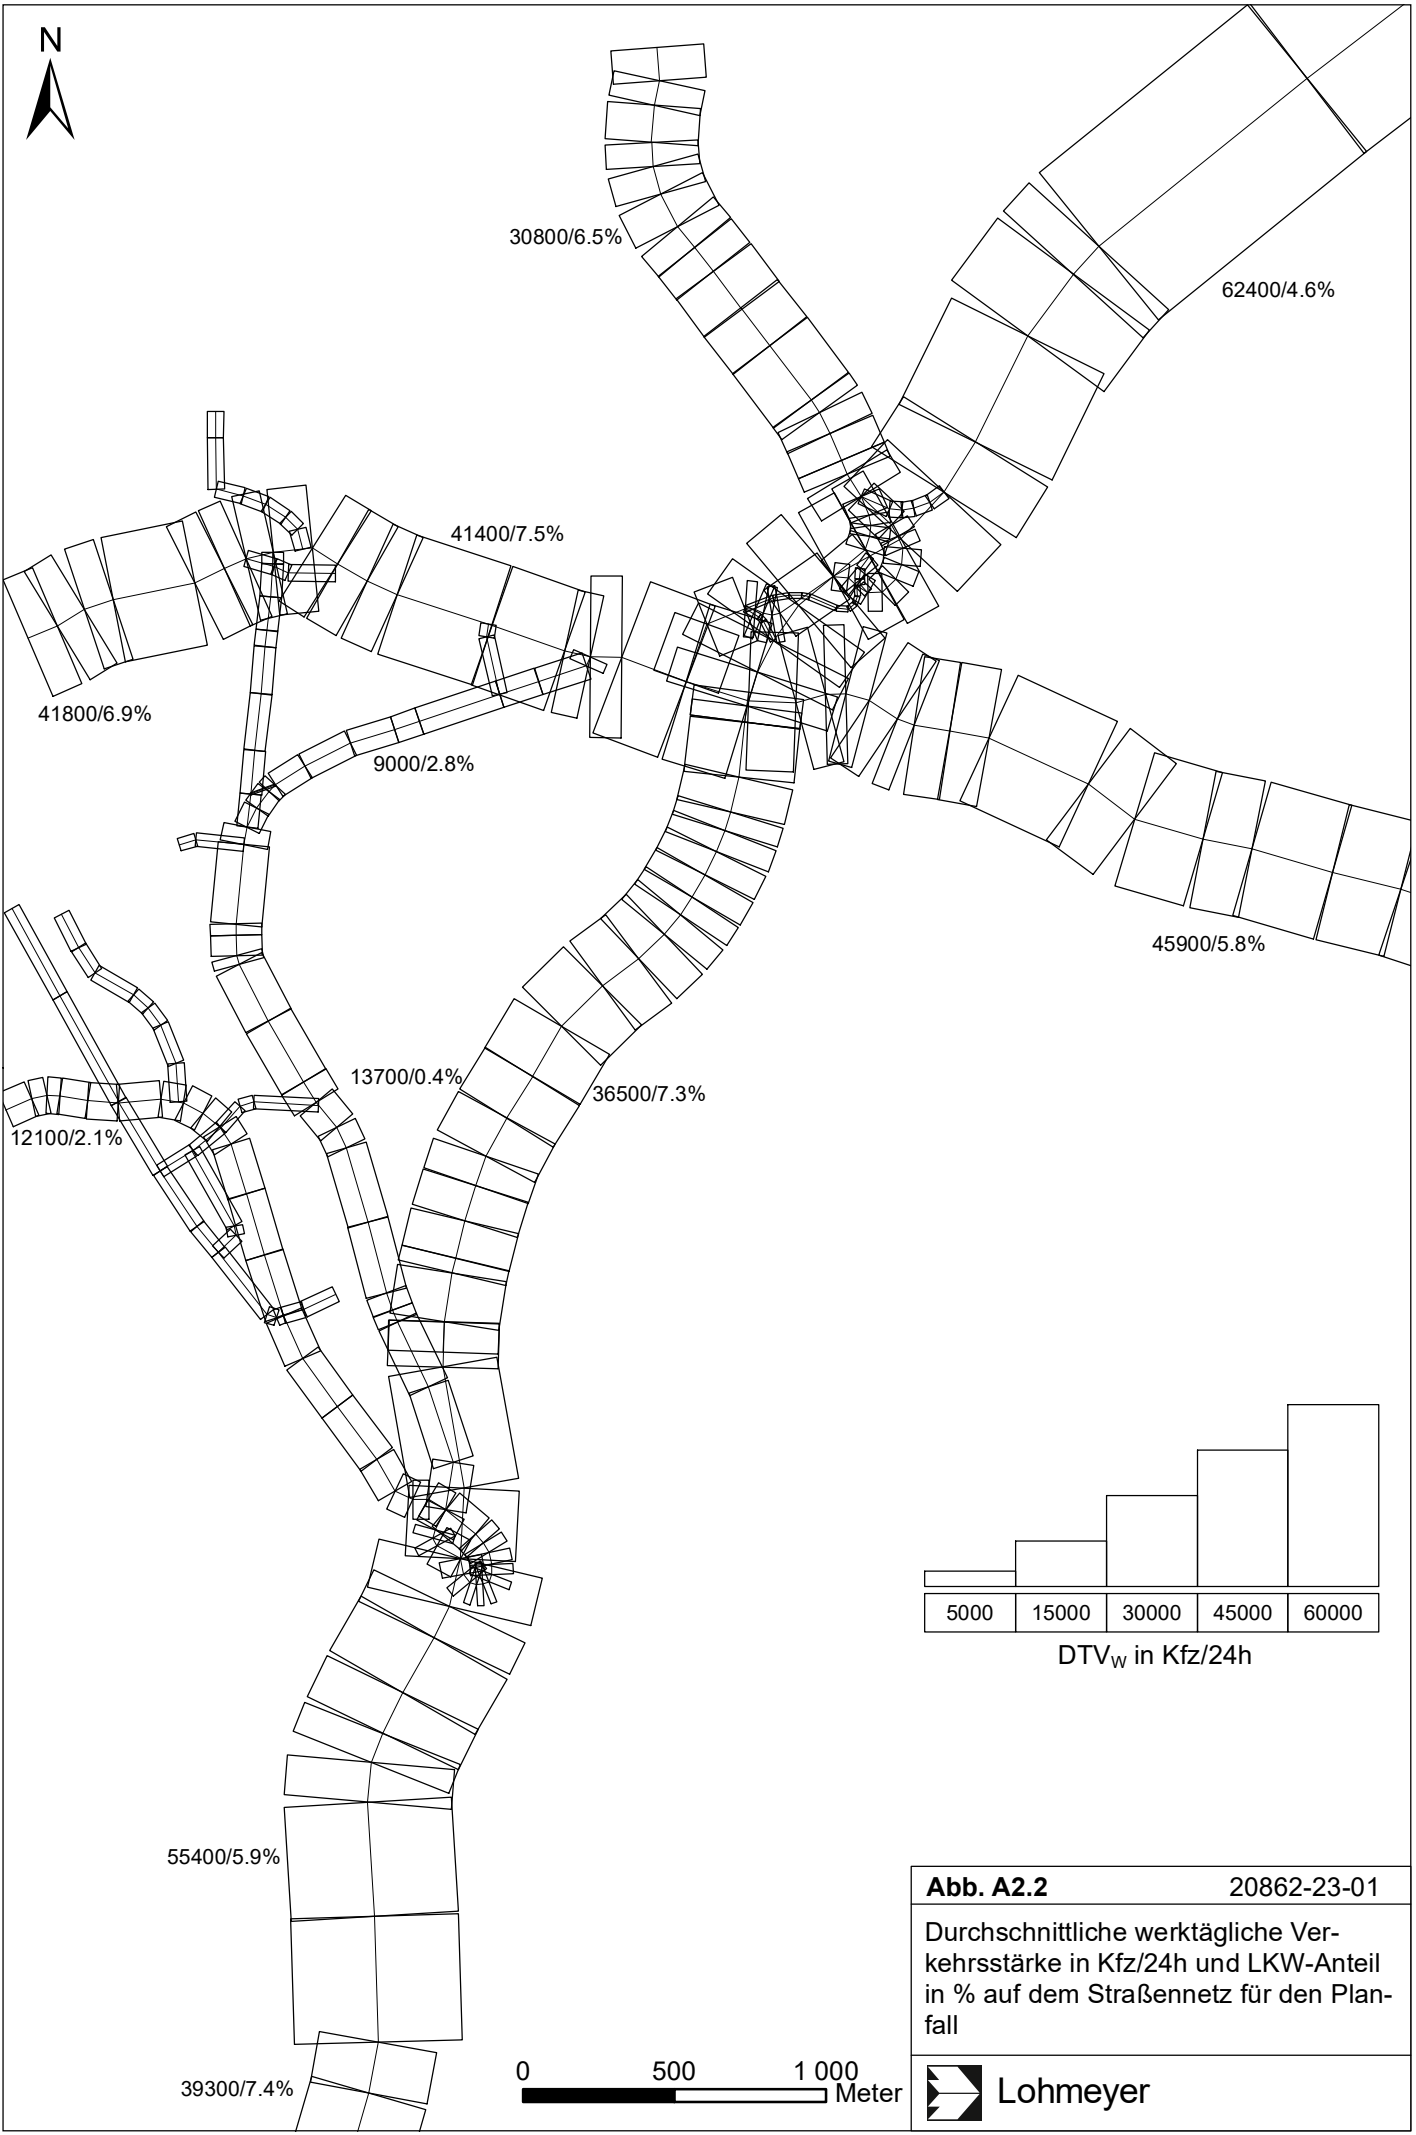 N
30800/6.5%
62400/4.6%
41400/7.5%
41800/6.9%
9000/2.8%
45900/5.8%
13700/0.4%
36500/7.3%
12100/2.1%
5000 15000 30000 45000 60000
DTVW in Kfz/24h
55400/5.9%
39300/7.4%
0 500 1 000
Meter
Abb. A2.2 20862-23-01
Durchschnittliche werktägliche Ver-
kehrsstärke in Kfz/24h und LKW-Anteil
in % auf dem Straßennetz für den Plan-
fall
Lohmeyer